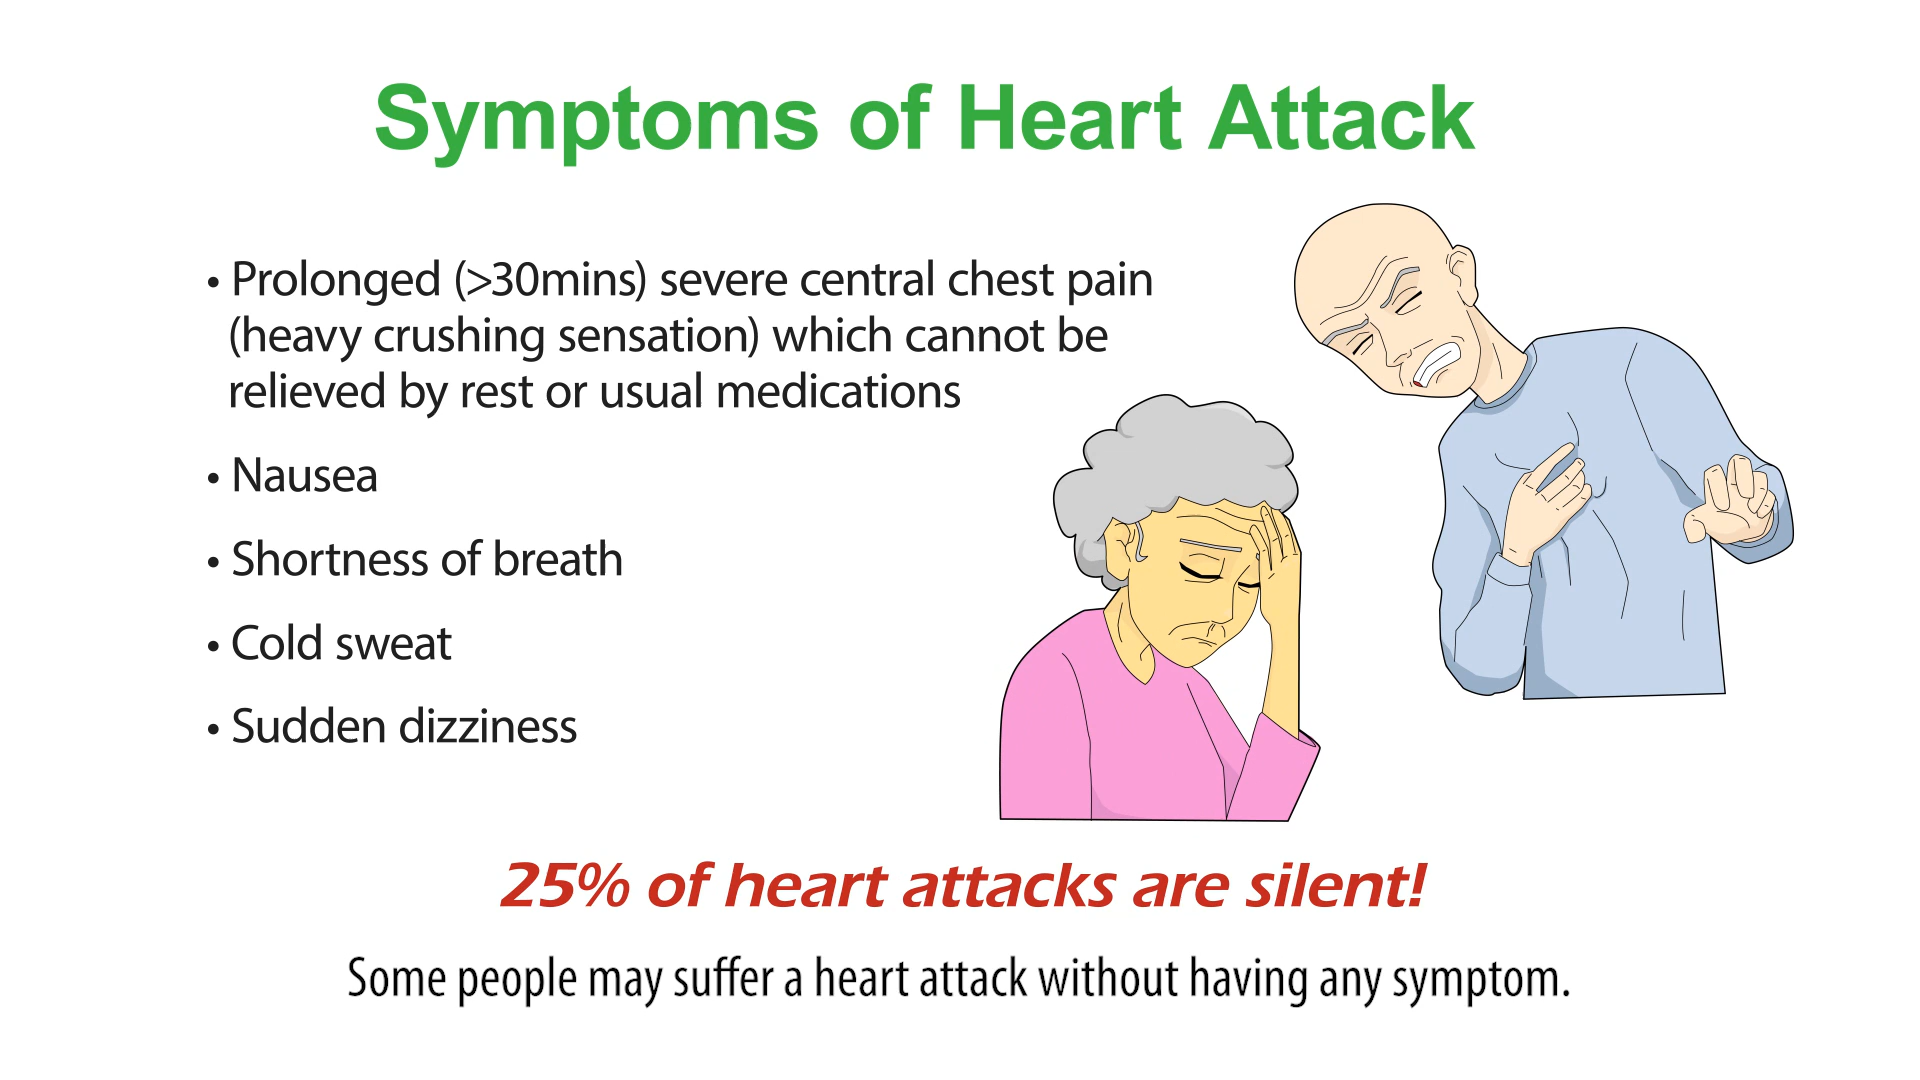 Symptoms of Heart Attack
• Prolonged (>30mins) severe central chest pain
(heavy crushing sensation) which cannot be
relieved by rest or usual medications
• Nausea
• Shortness of breath
• Cold sweat
• Sudden dizziness
25% of heart attacks are silent!
Some people may suffer a heart attack without having any symptom.